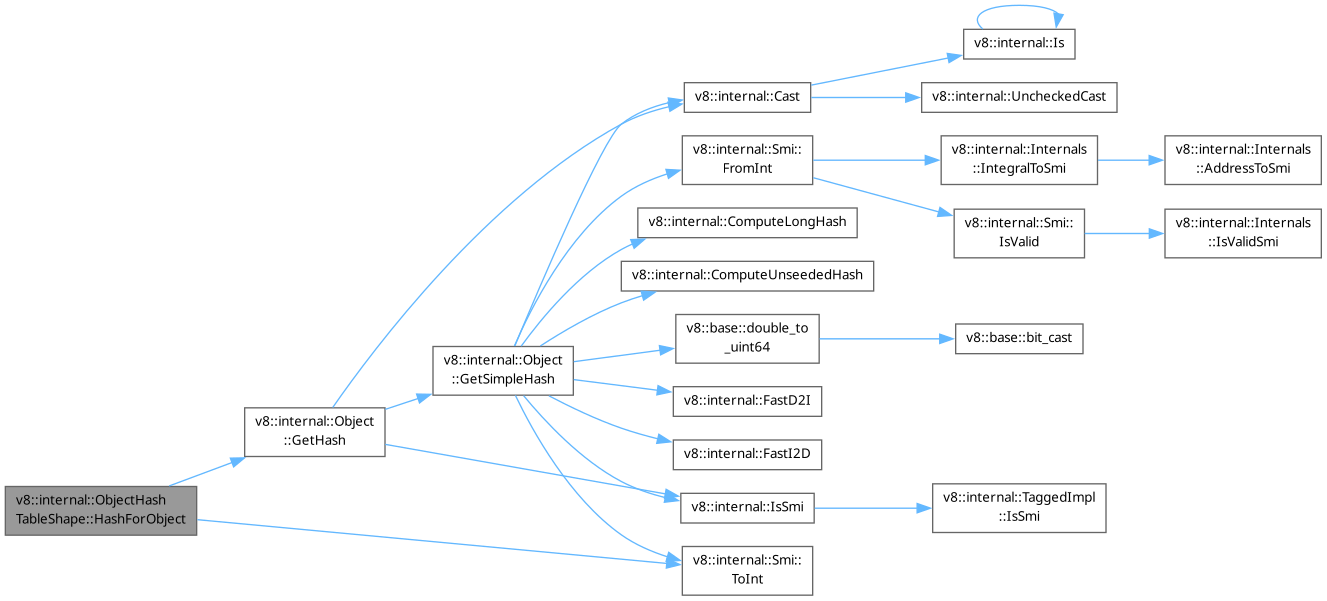 v8::internal::Is
v8::internal::Cast
v8::internal::UncheckedCast
v8::internal::Smi::
FromInt
v8::internal::Internals
::IntegralToSmi
v8::internal::Internals
::AddressToSmi
v8::internal::ComputeLongHash
v8::internal::Smi::
IsValid
v8::internal::Internals
::IsValidSmi
v8::internal::ComputeUnseededHash
v8::base::double_to
_uint64
v8::base::bit_cast
v8::internal::Object
::GetSimpleHash
v8::internal::FastD2I
v8::internal::Object
::GetHash
v8::internal::FastI2D
v8::internal::ObjectHash
TableShape::HashForObject
v8::internal::IsSmi
v8::internal::TaggedImpl
::IsSmi
v8::internal::Smi::
ToInt